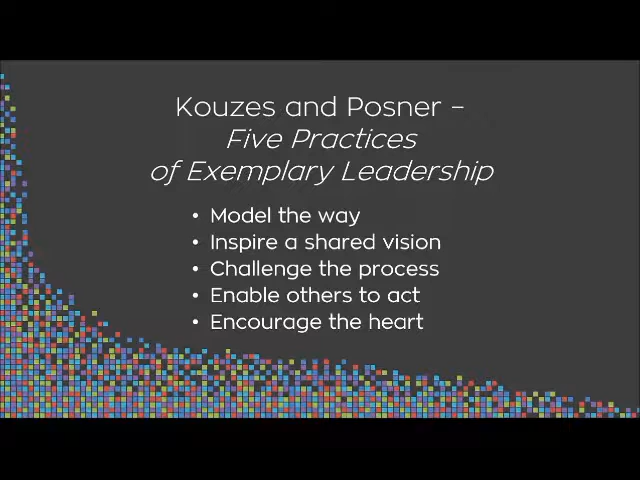 Kouzes and Posner –
Five Practices
of Exemplary Leadership
• Model the way
• Inspire a shared vision
• Challenge the process
• Enable others to act
• Encourage the heart